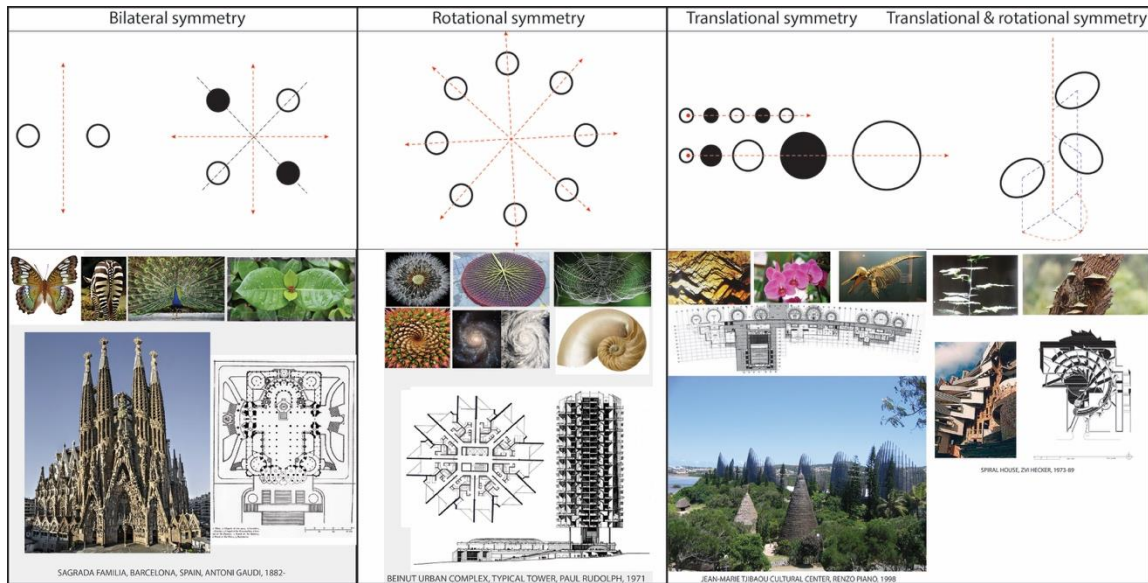 Bilateral symmetry
Rotational symmetry
Translational symmetry
Translational & rotational symmetry
SAGRADA FAMILIA, BARCELONA, SPAIN, ANTONI GAUDI, 1882-
BEINUT URBAN COMPLEX, TYPICAL TOWER, PAUL RUDOLPH, 1971
JEAN-MARIE TJIBAOU CULTURAL CENTER, RENZO PIANO, 1998
SPIRAL HOUSE, ZVI HECKER, 1973-89